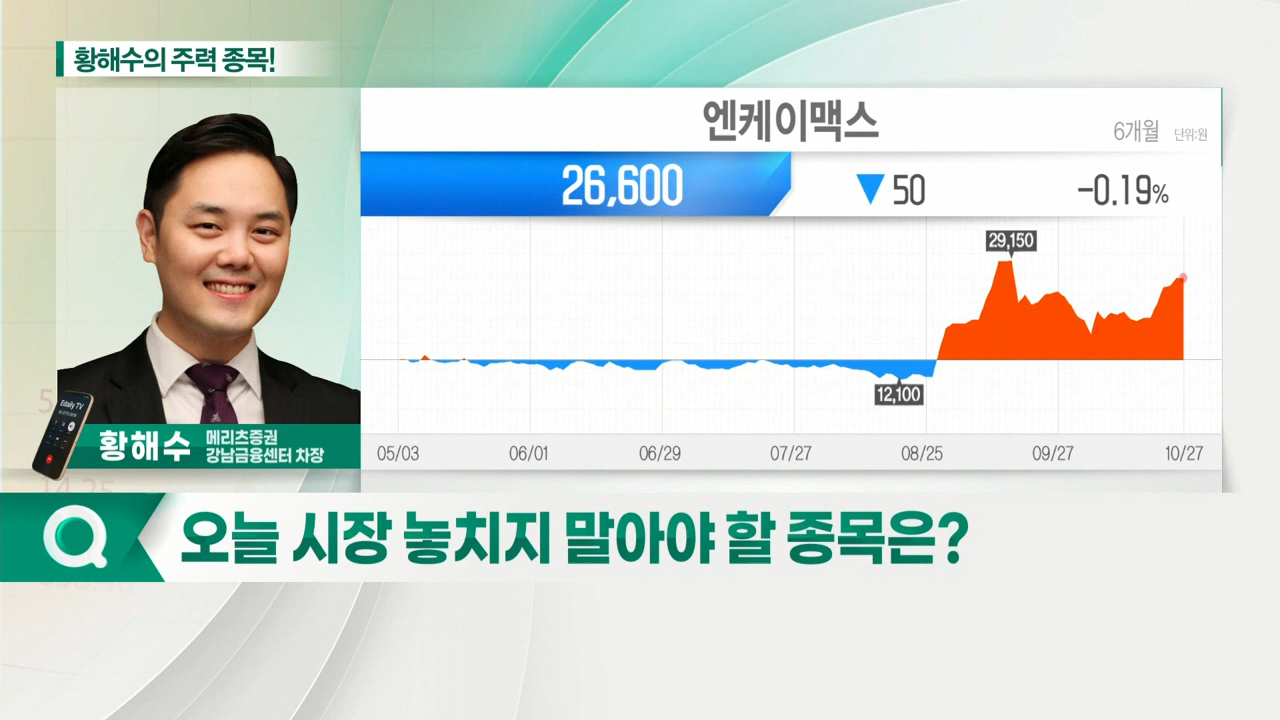 황해수의 주력 종목!
엔케이맥스
6개월 단위:원
26,600 ▼50 -0.19%
29,150
12,100
05/03 06/01 06/29 07/27 08/25 09/27 10/27
Edaily TV
황해수
메리츠증권
강남금융센터 차장
Q 오늘 시장 놓치지 말아야 할 종목은?